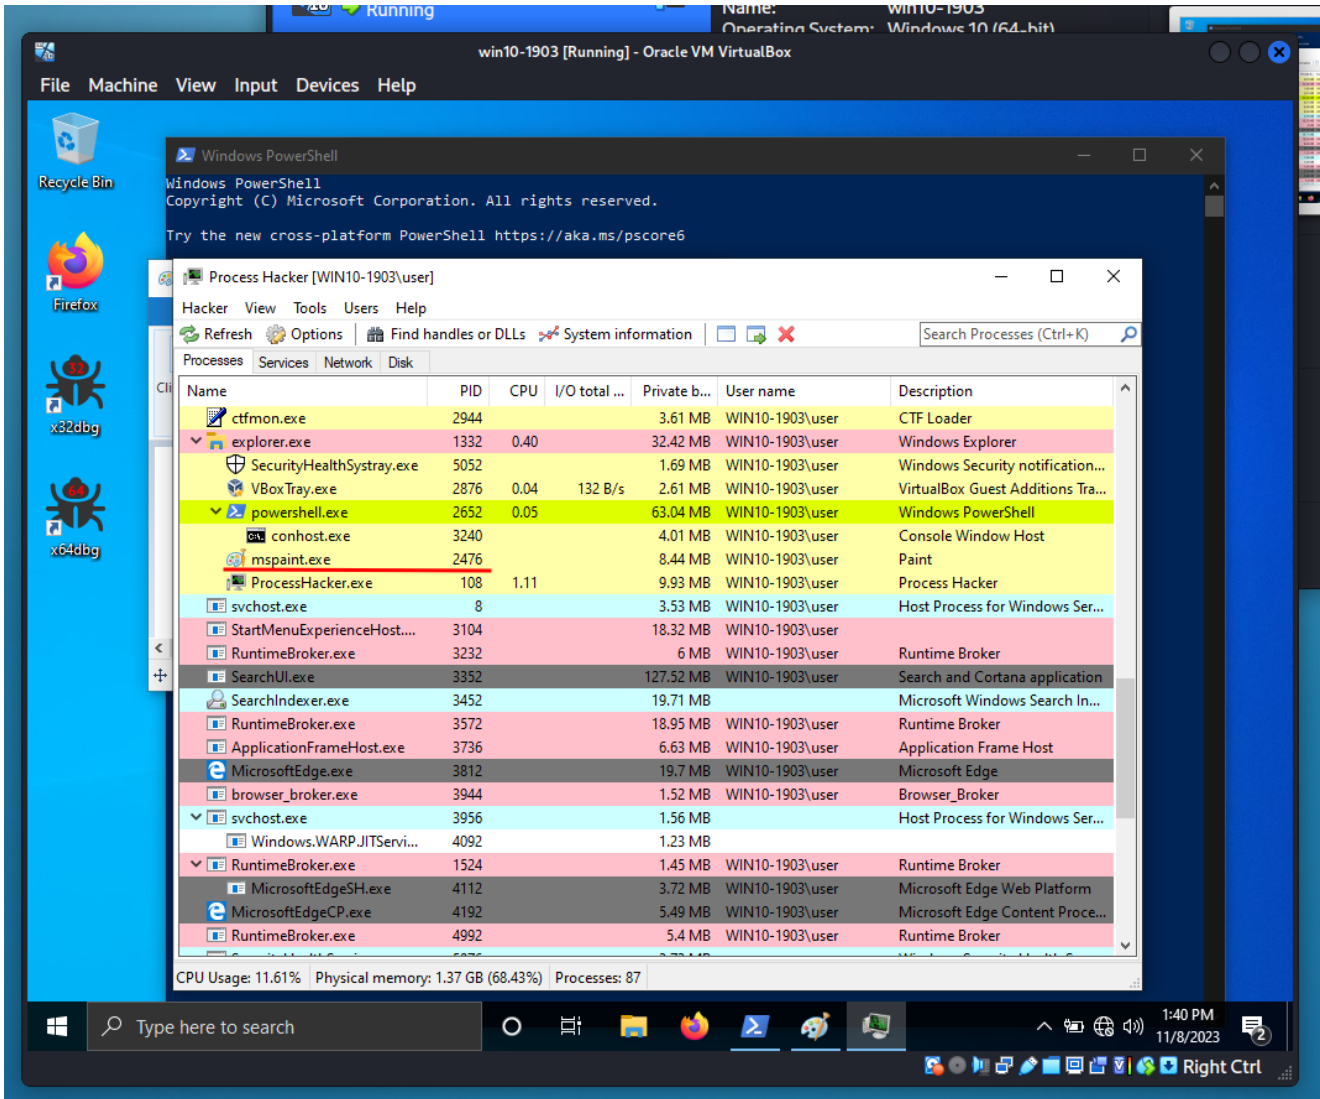 Running
Name: win10-1903
Operating System: Windows 10 (64-bit)
win10-1903 [Running] - Oracle VM VirtualBox
File Machine View Input Devices Help
Recycle Bin
Firefox
32
x32dbg
64
x64dbg
Windows PowerShell
Windows PowerShell
Copyright (C) Microsoft Corporation. All rights reserved.
Try the new cross-platform PowerShell https://aka.ms/pscore6
Cli
Process Hacker [WIN10-1903\user]
Hacker View Tools Users Help
Refresh Options Find handles or DLLs System information Search Processes (Ctrl+K)
Processes Services Network Disk
Name PID CPU I/O total ... Private b... User name Description
ctfmon.exe 2944 3.61 MB WIN10-1903\user CTF Loader
explorer.exe 1332 0.40 32.42 MB WIN10-1903\user Windows Explorer
SecurityHealthSystray.exe 5052 1.69 MB WIN10-1903\user Windows Security notification...
VBoxTray.exe 2876 0.04 132 B/s 2.61 MB WIN10-1903\user VirtualBox Guest Additions Tra...
powershell.exe 2652 0.05 63.04 MB WIN10-1903\user Windows PowerShell
conhost.exe 3240 4.01 MB WIN10-1903\user Console Window Host
mspaint.exe 2476 8.44 MB WIN10-1903\user Paint
ProcessHacker.exe 108 1.11 9.93 MB WIN10-1903\user Process Hacker
svchost.exe 8 3.53 MB WIN10-1903\user Host Process for Windows Ser...
StartMenuExperienceHost.... 3104 18.32 MB WIN10-1903\user
RuntimeBroker.exe 3232 6 MB WIN10-1903\user Runtime Broker
SearchUI.exe 3352 127.52 MB WIN10-1903\user Search and Cortana application
SearchIndexer.exe 3452 19.71 MB Microsoft Windows Search In...
RuntimeBroker.exe 3572 18.95 MB WIN10-1903\user Runtime Broker
ApplicationFrameHost.exe 3736 6.63 MB WIN10-1903\user Application Frame Host
MicrosoftEdge.exe 3812 19.7 MB WIN10-1903\user Microsoft Edge
browser_broker.exe 3944 1.52 MB WIN10-1903\user Browser_Broker
svchost.exe 3956 1.56 MB Host Process for Windows Ser...
Windows.WARP.JITServi... 4092 1.23 MB
RuntimeBroker.exe 1524 1.45 MB WIN10-1903\user Runtime Broker
MicrosoftEdgeSH.exe 4112 3.72 MB WIN10-1903\user Microsoft Edge Web Platform
MicrosoftEdgeCP.exe 4192 5.49 MB WIN10-1903\user Microsoft Edge Content Proce...
RuntimeBroker.exe 4992 5.4 MB WIN10-1903\user Runtime Broker
CPU Usage: 11.61% Physical memory: 1.37 GB (68.43%) Processes: 87
Type here to search
1:40 PM
11/8/2023
2
Right Ctrl